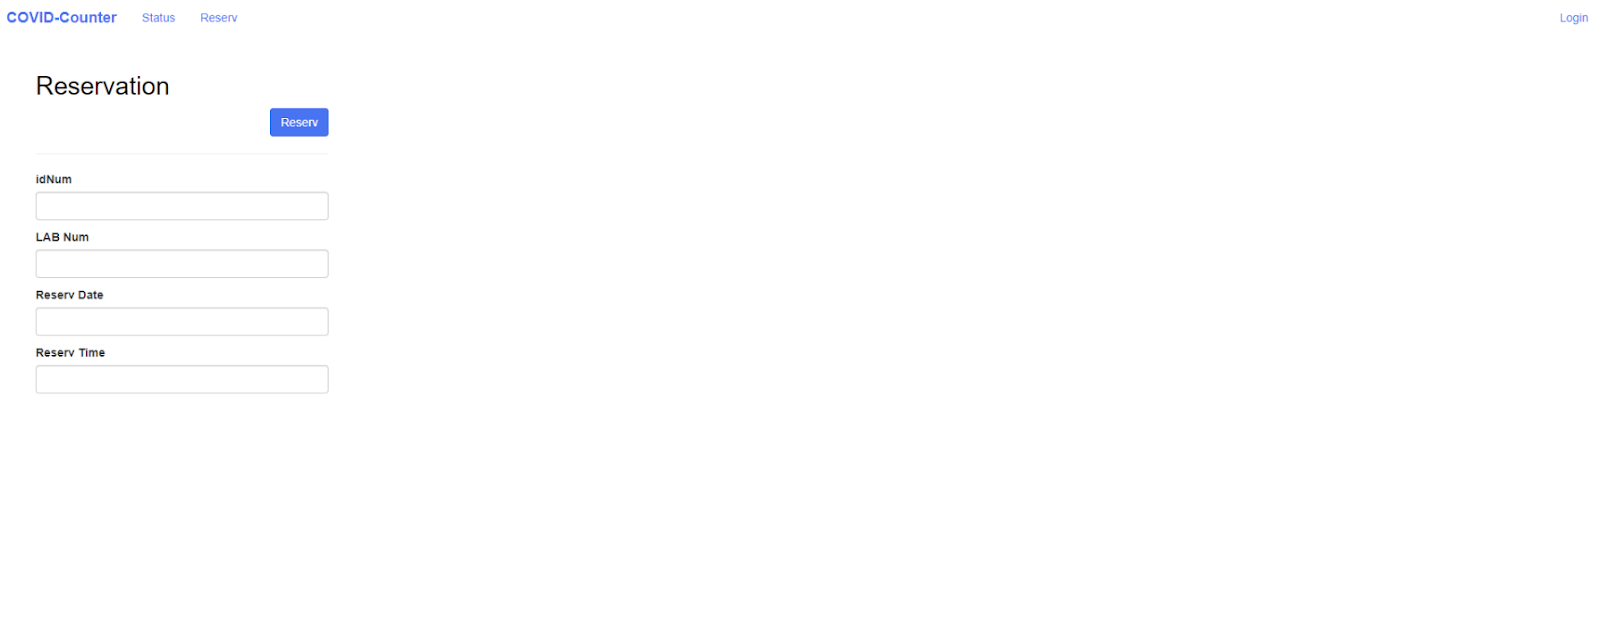 COVID-Counter Status Reserv Login
Reservation
Reserv
idNum
LAB Num
Reserv Date
Reserv Time